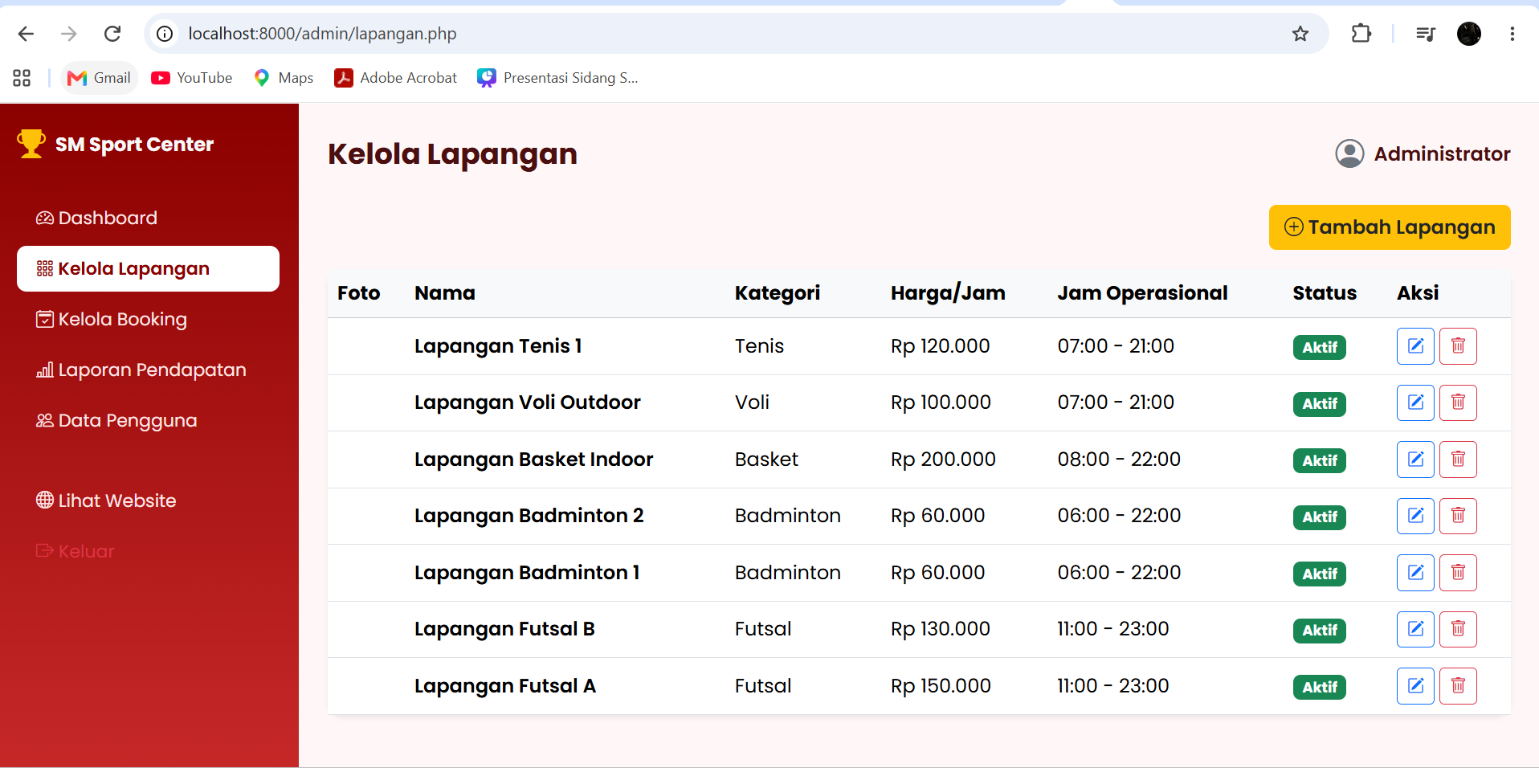 localhost:8000/admin/lapangan.php
Gmail YouTube Maps Adobe Acrobat Presentasi Sidang S...
SM Sport Center
Dashboard
Kelola Lapangan
Kelola Booking
Laporan Pendapatan
Data Pengguna
Lihat Website
Keluar
Kelola Lapangan
Administrator
Tambah Lapangan
Foto Nama Kategori Harga/Jam Jam Operasional Status Aksi
Lapangan Tenis 1 Tenis Rp 120.000 07:00 - 21:00 Aktif
Lapangan Voli Outdoor Voli Rp 100.000 07:00 - 21:00 Aktif
Lapangan Basket Indoor Basket Rp 200.000 08:00 - 22:00 Aktif
Lapangan Badminton 2 Badminton Rp 60.000 06:00 - 22:00 Aktif
Lapangan Badminton 1 Badminton Rp 60.000 06:00 - 22:00 Aktif
Lapangan Futsal B Futsal Rp 130.000 11:00 - 23:00 Aktif
Lapangan Futsal A Futsal Rp 150.000 11:00 - 23:00 Aktif